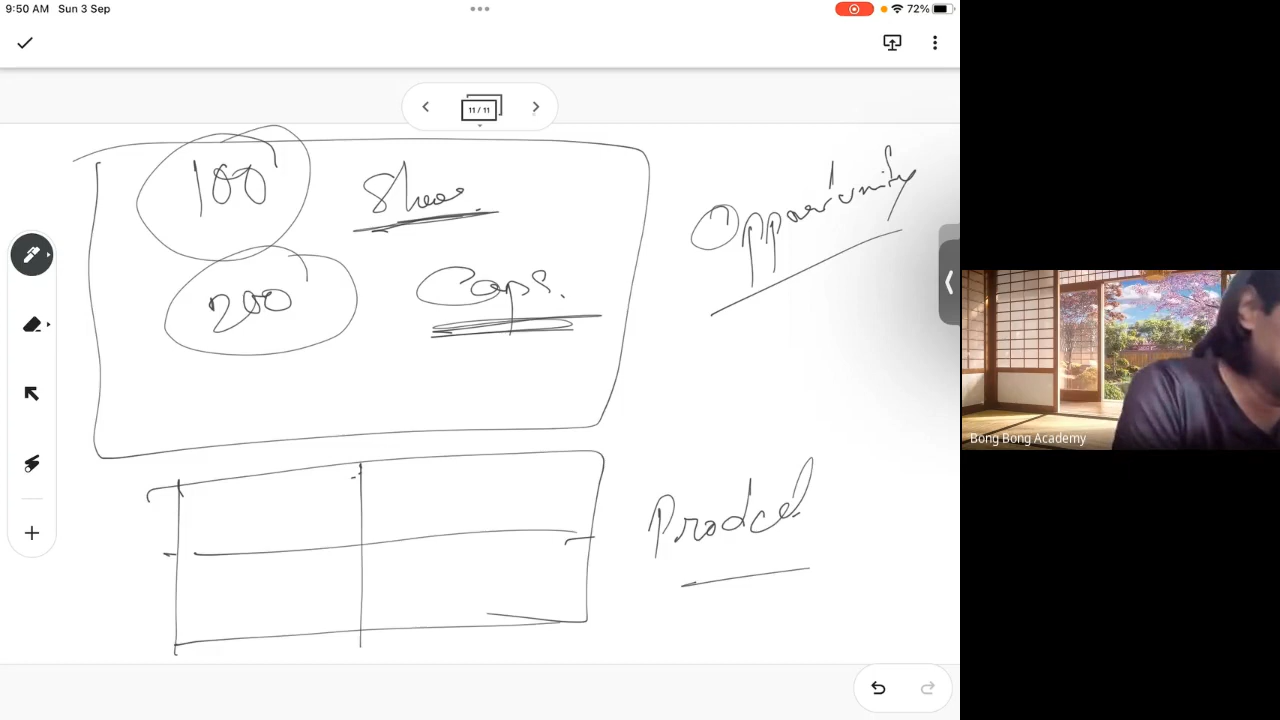 9:50 AM Sun 3 Sep
72%
11 / 11
100 Shoes
200 Caps.
Opportunity
Product
Bong Bong Academy